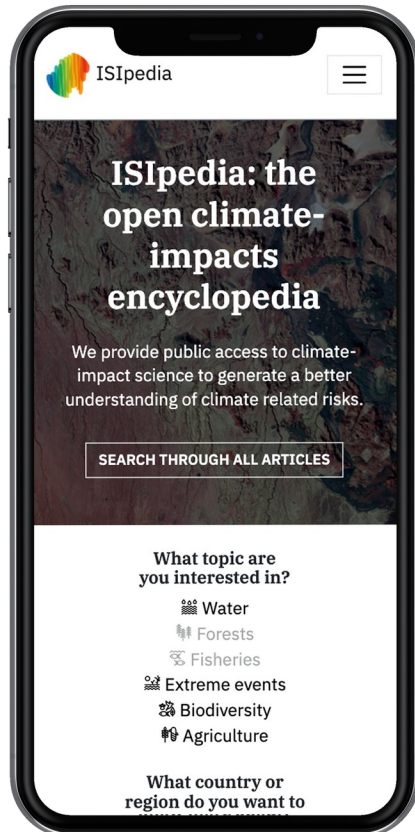 ISIpedia
ISIpedia: the
open climate-
impacts
encyclopedia
We provide public access to climate-
impact science to generate a better
understanding of climate related risks.
SEARCH THROUGH ALL ARTICLES
What topic are
you interested in?
Water
Forests
Fisheries
Extreme events
Biodiversity
Agriculture
What country or
region do you want to